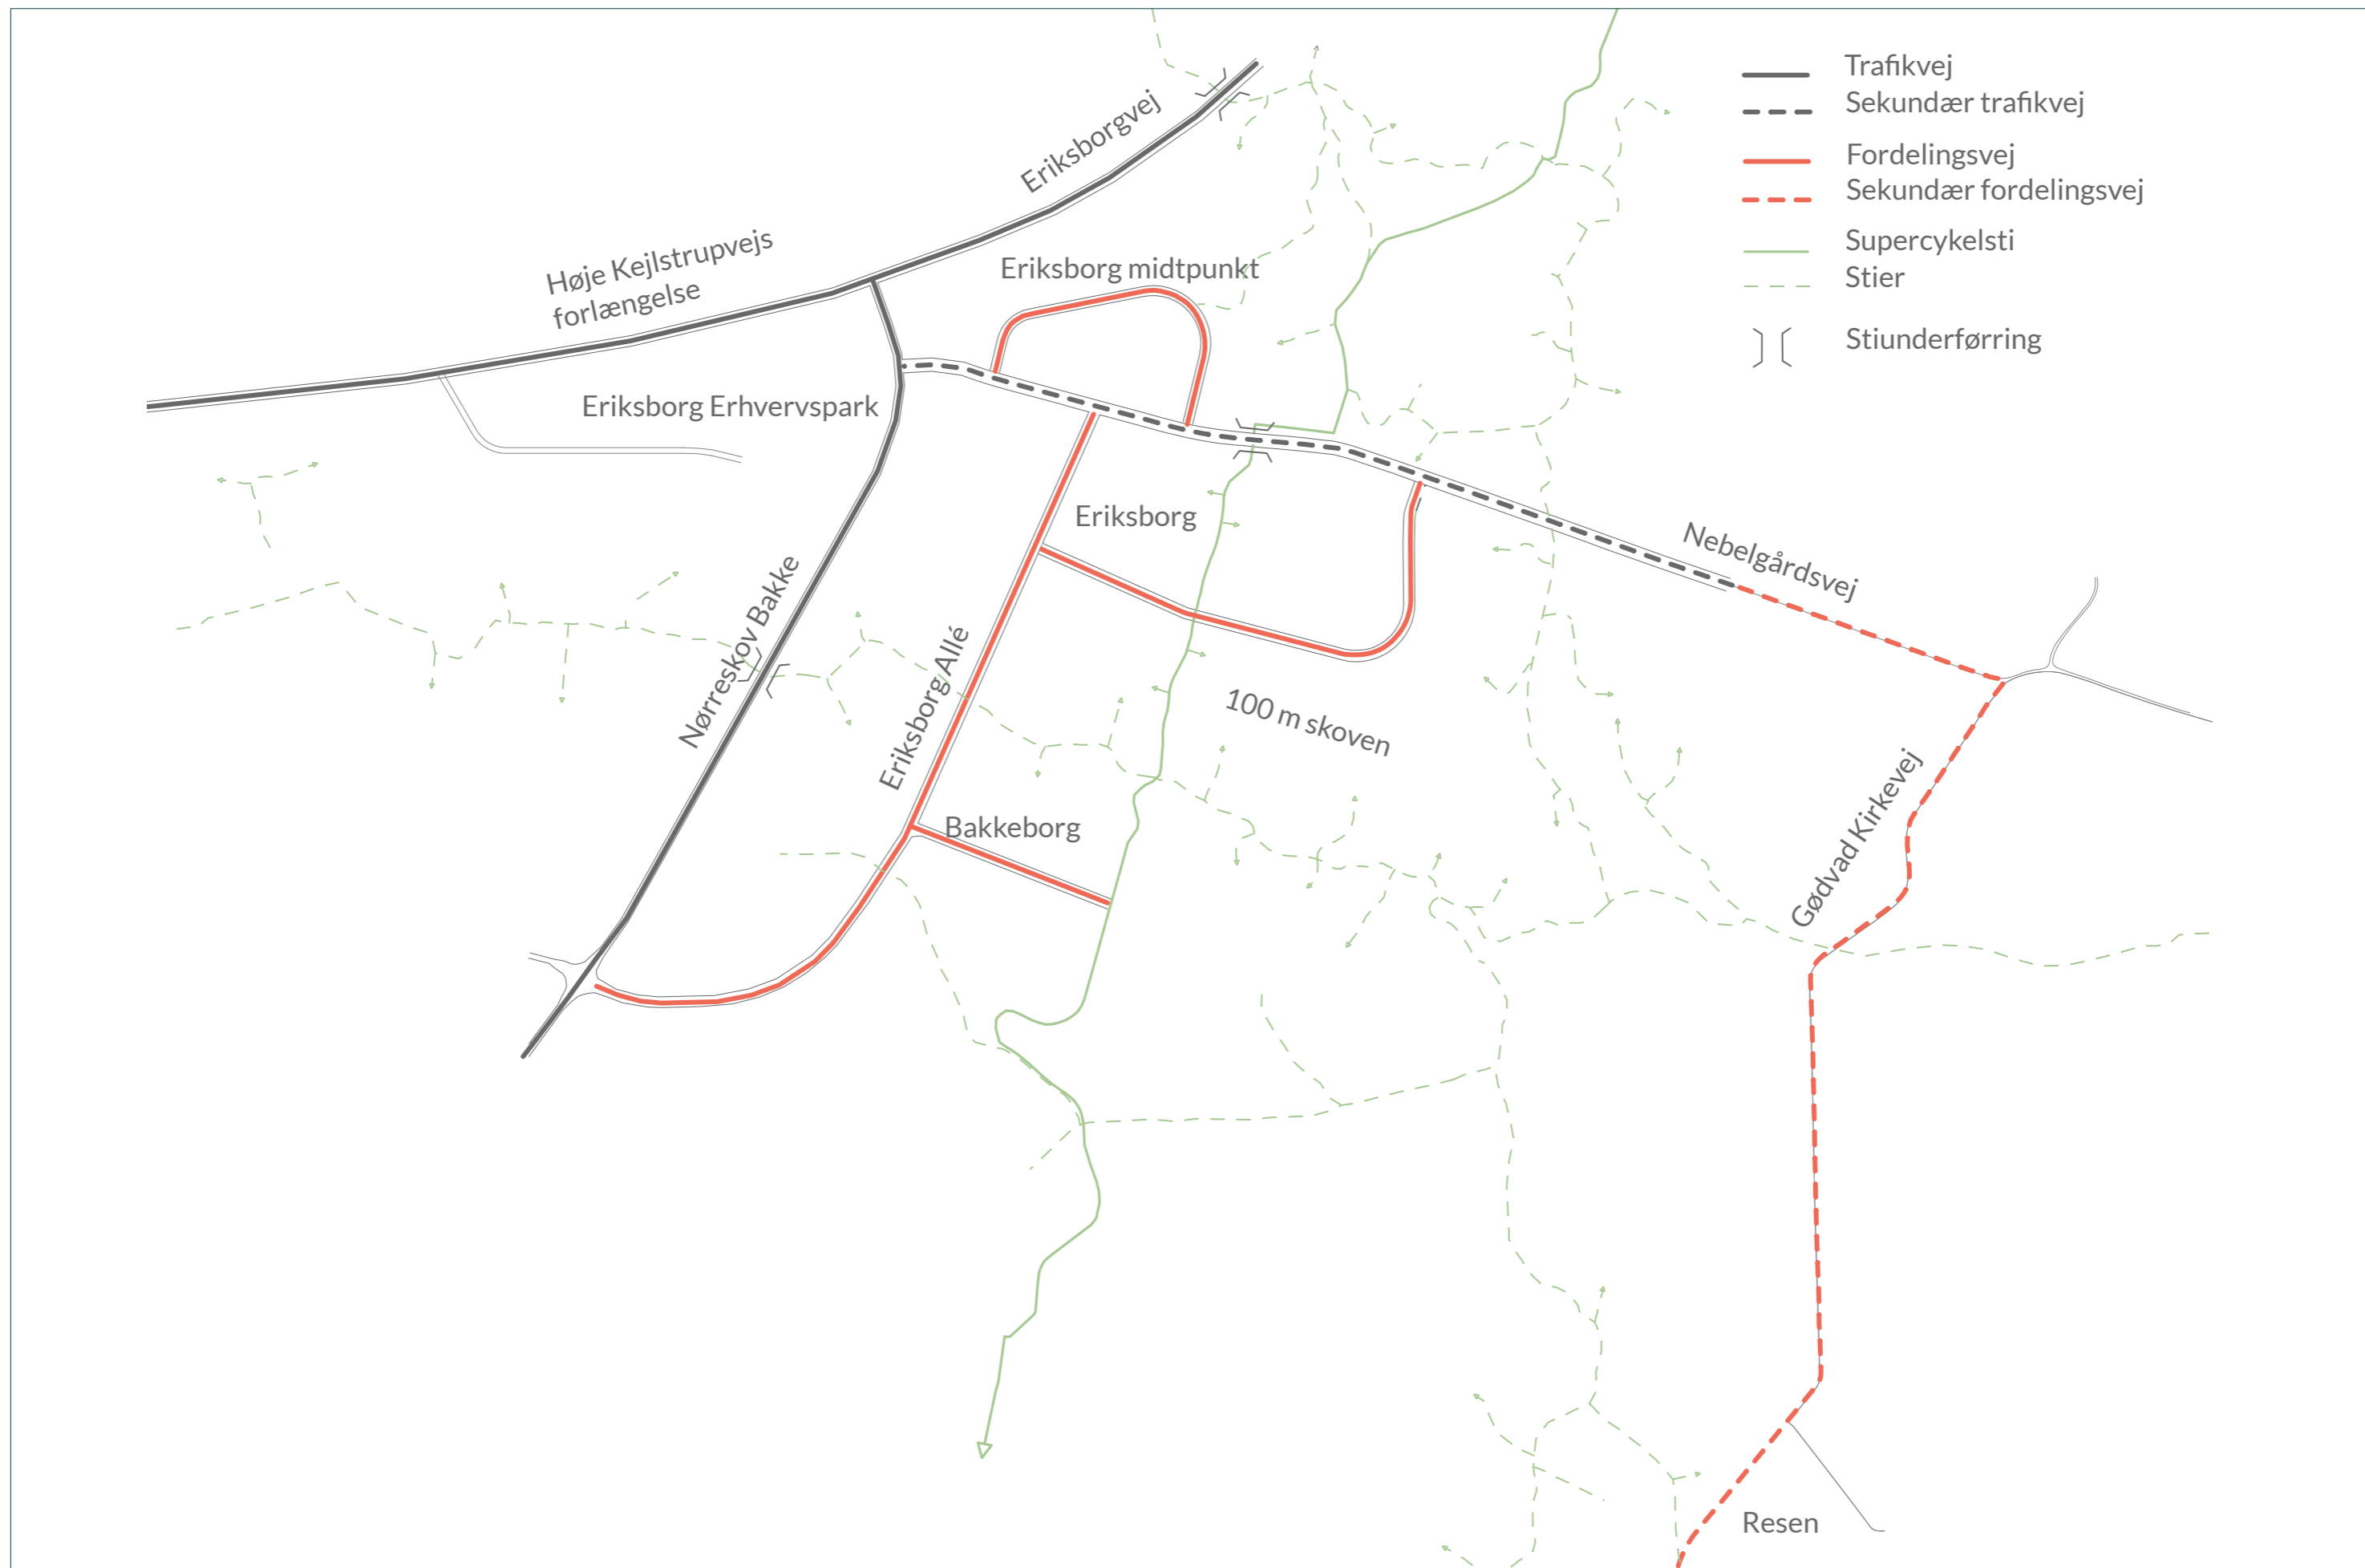 Trafikvej
Sekundær trafikvej
Fordelingsvej
Sekundær fordelingsvej
Supercykelsti
Stier
Stiunderførring
Eriksborgvej
Høje Kejlstrupvejs
forlængelse
Eriksborg midtpunkt
Eriksborg Erhvervspark
Eriksborg
Nebelgårdsvej
Nørreskov Bakke
Eriksborg Allé
100 m skoven
Bakkeborg
Gødvad Kirkevej
Resen